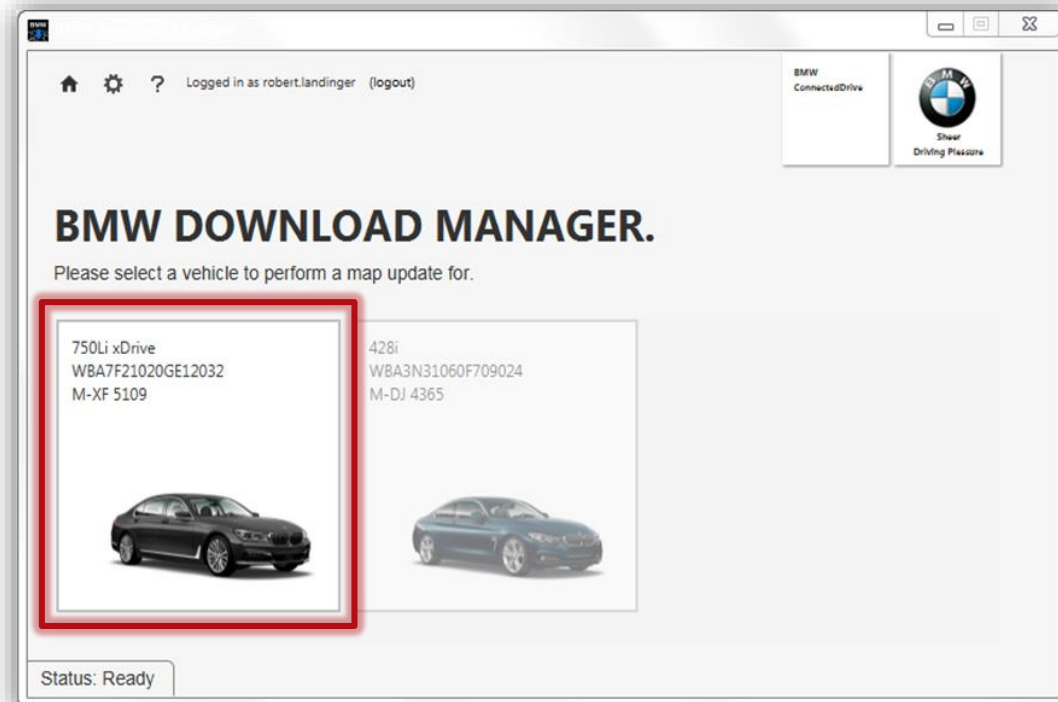 ? Logged in as robert.landinger (logout)
BMW
ConnectedDrive
BMW
Sheer
Driving Pleasure
BMW DOWNLOAD MANAGER.
Please select a vehicle to perform a map update for.
750Li xDrive
WBA7F21020GE12032
M-XF 5109
428i
WBA3N31060F709024
M-DJ 4365
Status: Ready